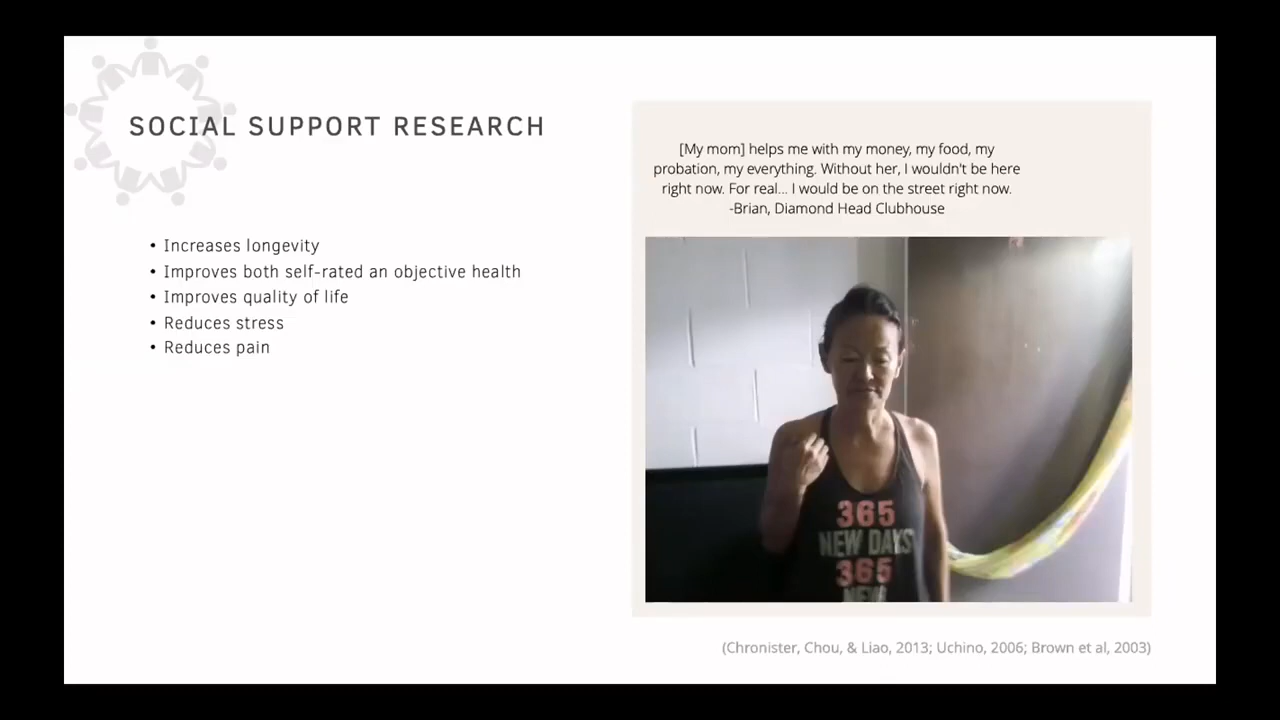 SOCIAL SUPPORT RESEARCH
• Increases longevity
• Improves both self-rated an objective health
• Improves quality of life
• Reduces stress
• Reduces pain
[My mom] helps me with my money, my food, my
probation, my everything. Without her, I wouldn't be here
right now. For real... I would be on the street right now.
-Brian, Diamond Head Clubhouse
365
NEW DAYS
365
NEW
(Chronister, Chou, & Liao, 2013; Uchino, 2006; Brown et al, 2003)